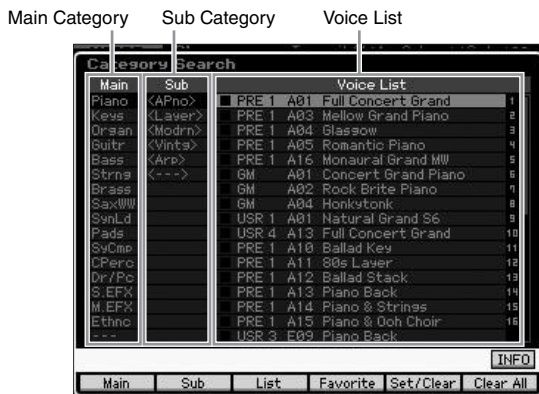 Main Category Sub Category Voice List
Category Search
Main Sub Voice List
Piano <APno> PRE 1 A01 Full Concert Grand 1
Keys <Layer> PRE 1 A03 Mellow Grand Piano 2
Organ <Modrn> PRE 1 A04 Glasgow 3
Guitr <Vintg> PRE 1 A05 Romantic Piano 4
Bass <Arp> PRE 1 A16 Monaural Grand MW 5
Strng <---> GM A01 Concert Grand Piano 6
Brass GM A02 Rock Brite Piano 7
SaxWW GM A04 Honkytonk 8
SynLd USR 1 A01 Natural Grand S6 9
Pads USR 4 A13 Full Concert Grand 10
SyCmp PRE 1 A10 Ballad Key 11
CPerc PRE 1 A11 80s Layer 12
Dr/Pc PRE 1 A12 Ballad Stack 13
S.EFX PRE 1 A13 Piano Back 14
M.EFX PRE 1 A14 Piano & Strings 15
Ethnc PRE 1 A15 Piano & Ooh Choir 16
--- USR 3 E09 Piano Back
INFO
Main Sub List Favorite Set/Clear Clear All